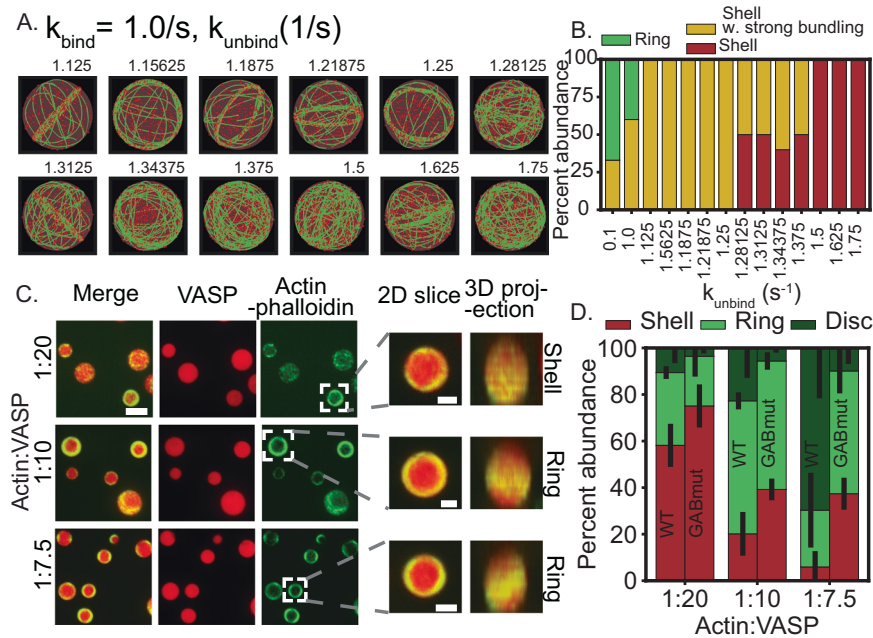 A. k_bind = 1.0/s, k_unbind(1/s)
1.125 1.15625 1.1875 1.21875 1.25 1.28125
1.3125 1.34375 1.375 1.5 1.625 1.75
B.
Ring
Shell
w. strong bundling
Shell
Percent abundance
100
75
50
25
0
0.1 1.0 1.125 1.5625 1.1875 1.21875 1.25 1.28125 1.3125 1.34375 1.375 1.5 1.625 1.75
k_unbind (s⁻¹)
C.
Merge VASP Actin
-phalloidin
2D slice 3D proj-
-ection
Actin:VASP
1:20
Shell
1:10
Ring
1:7.5
Ring
D.
Shell Ring Disc
Percent abundance
100
80
60
40
20
0
WT GABmut WT GABmut WT GABmut
1:20 1:10 1:7.5
Actin:VASP